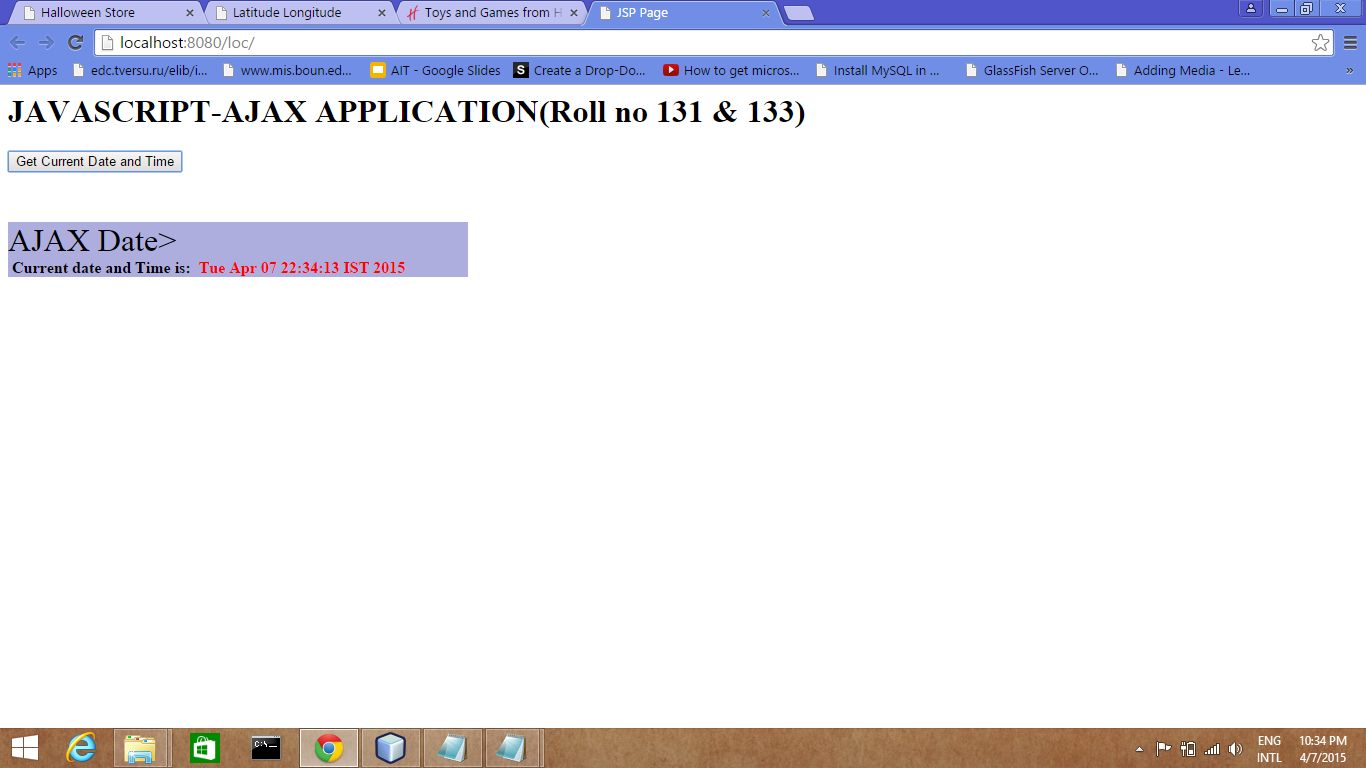 Halloween Store
Latitude Longitude
Toys and Games from H
JSP Page
localhost:8080/loc/
Apps
edc.tversu.ru/elib/i...
www.mis.boun.ed...
AIT - Google Slides
S Create a Drop-Do...
How to get micros...
Install MySQL in ...
GlassFish Server O...
Adding Media - Le...
»
JAVASCRIPT-AJAX APPLICATION(Roll no 131 & 133)
Get Current Date and Time
AJAX Date>
Current date and Time is: Tue Apr 07 22:34:13 IST 2015
ENG 10:34 PM
INTL 4/7/2015